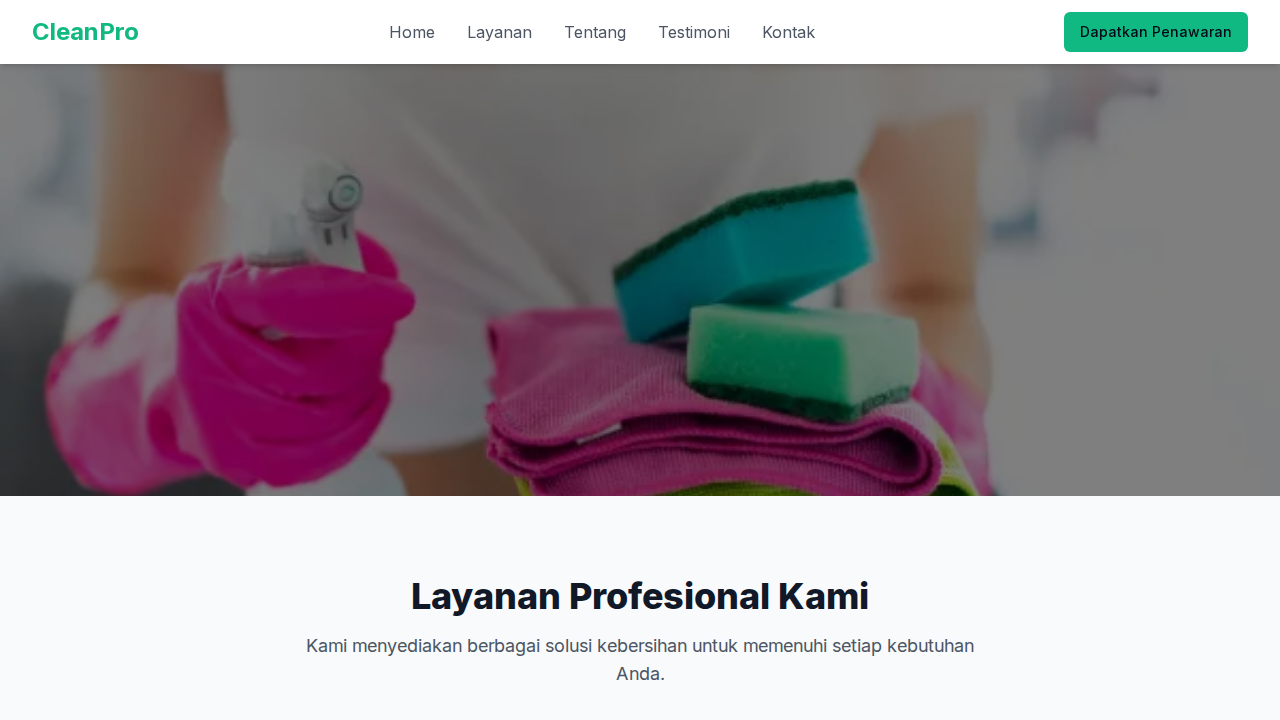 CleanPro
Home
Layanan
Tentang
Testimoni
Kontak
Dapatkan Penawaran
Layanan Profesional Kami
Kami menyediakan berbagai solusi kebersihan untuk memenuhi setiap kebutuhan
Anda.